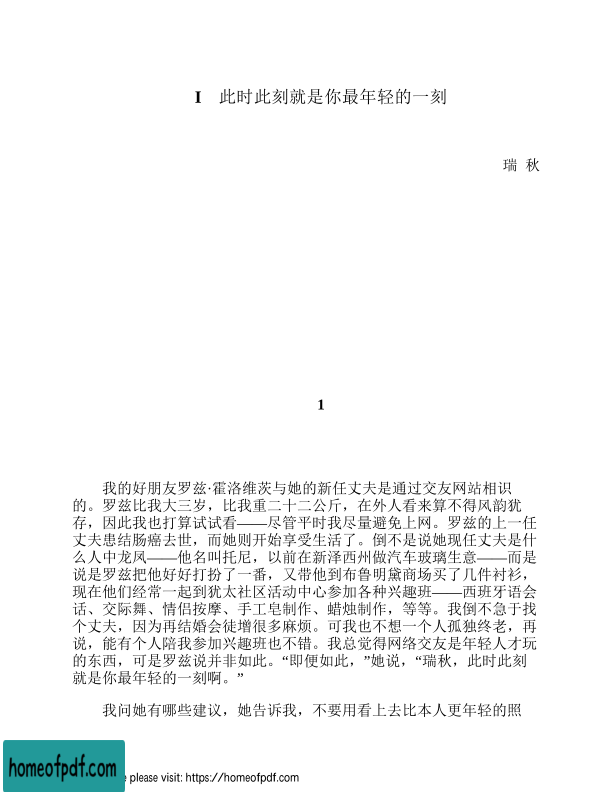 I 此时此刻就是你最年轻的一刻
瑞 秋
1
我的好朋友罗兹·霍洛维茨与她的新任丈夫是通过交友网站相识
的。罗兹比我大三岁，比我重二十二公斤，在外人看来算不得风韵犹
存，因此我也打算试试看——尽管平时我尽量避免上网。罗兹的上一任
丈夫患结肠癌去世，而她则开始享受生活了。倒不是说她现任丈夫是什
么人中龙凤——他名叫托尼，以前在新泽西州做汽车玻璃生意——而是
说是罗兹把他好好打扮了一番，又带他到布鲁明黛商场买了几件衬衫，
现在他们经常一起到犹太社区活动中心参加各种兴趣班——西班牙语会
话、交际舞、情侣按摩、手工皂制作、蜡烛制作，等等。我倒不急于找
个丈夫，因为再结婚会徒增很多麻烦。可我也不想一个人孤独终老，再
说，能有个人陪我参加兴趣班也不错。我总觉得网络交友是年轻人才玩
的东西，可是罗兹说并非如此。“即便如此，”她说，“瑞秋，此时此刻
就是你最年轻的一刻啊。”
我问她有哪些建议，她告诉我，不要用看上去比本人更年轻的照
homeofpdf.com
please visit: https://homeofpdf.com